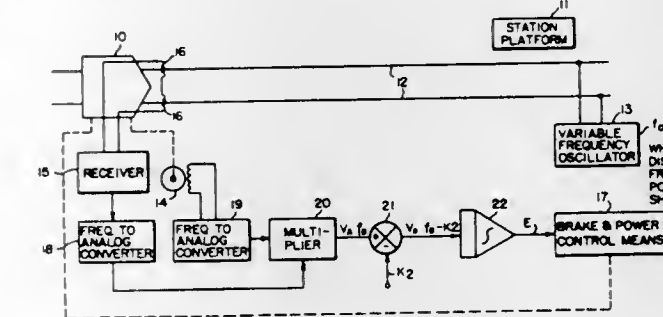 11
STATION
PLATFORM
10
16
12
16
13
VARIABLE
FREQUENCY
OSCILLATOR
15
RECEIVER
14
19
20
21
22
17
FREQ TO
ANALOG
CONVERTER
18
FREQ TO
ANALOG
CONVERTER
MULTI-
PLIER
K2
E
BRAKE & POWER
CONTROL MEANS